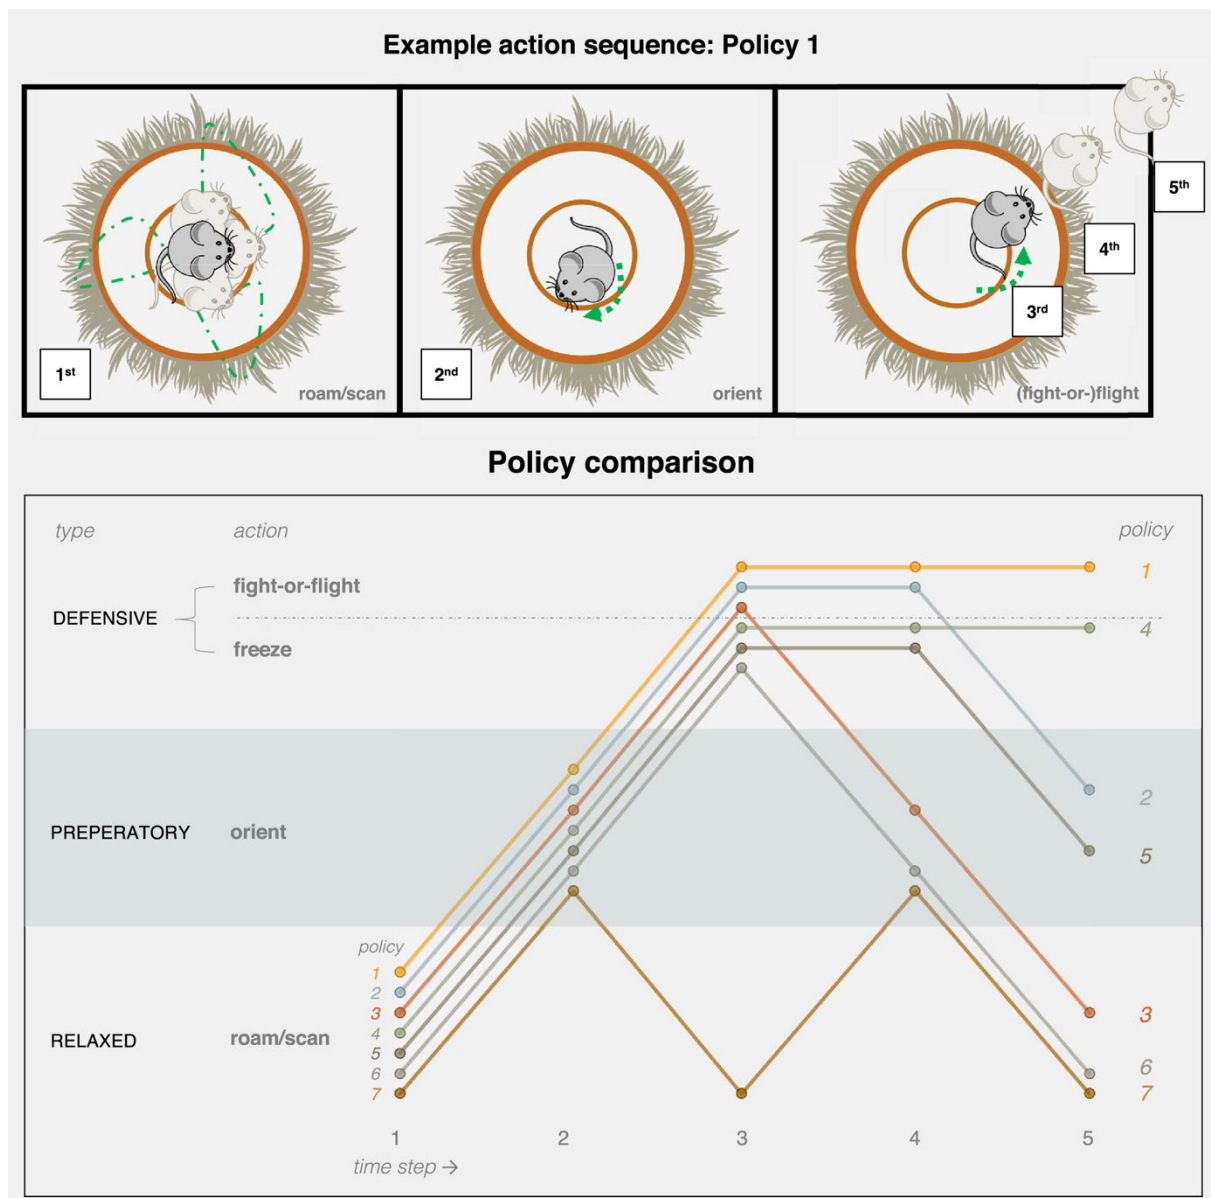 Example action sequence: Policy 1
1st
roam/scan
2nd
orient
3rd
4th
5th
(fight-or-)flight
Policy comparison
type
action
policy
fight-or-flight
DEFENSIVE
freeze
1
4
PREPERATORY
orient
2
5
policy
1
2
3
4
5
6
7
RELAXED
roam/scan
3
6
7
1
2
3
4
5
time step →